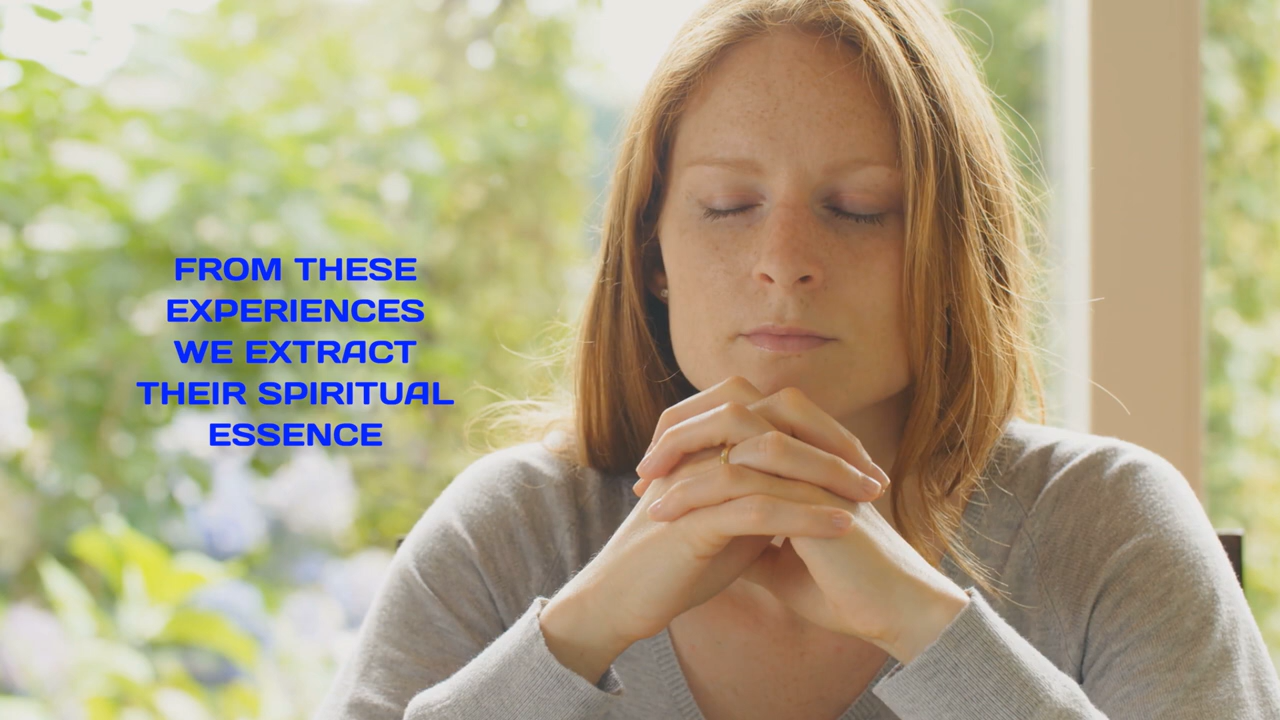 FROM THESE
EXPERIENCES
WE EXTRACT
THEIR SPIRITUAL
ESSENCE